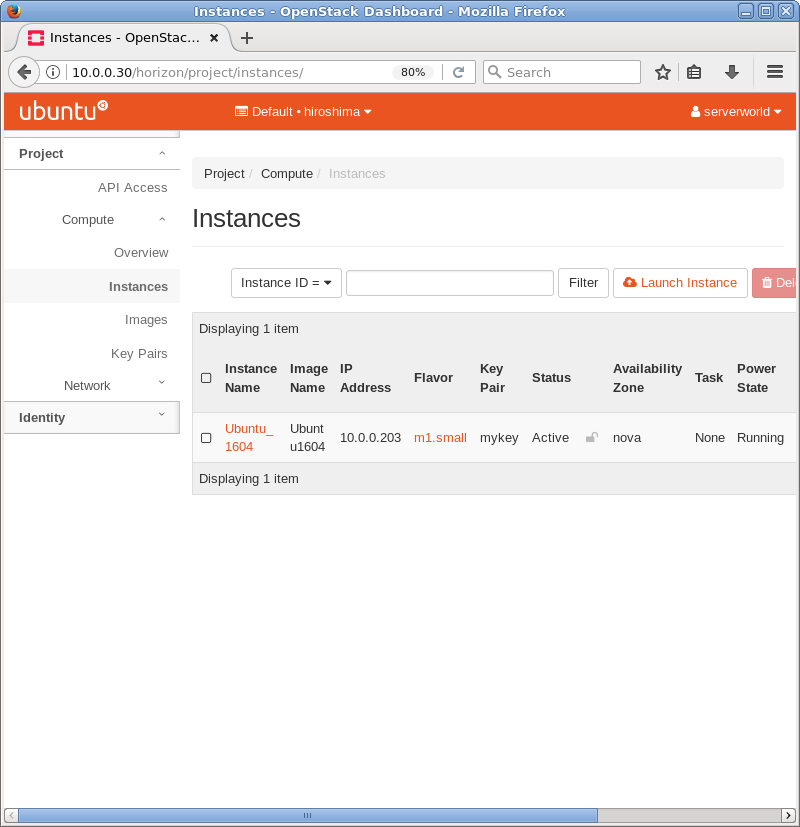 Instances - OpenStack Dashboard - Mozilla Firefox
Instances - OpenStac...
10.0.0.30/horizon/project/instances/ 80% Search
ubuntu Default • hiroshima serverworld
Project
API Access
Compute
Overview
Instances
Images
Key Pairs
Network
Identity
Project / Compute / Instances
Instances
Instance ID = Filter Launch Instance
Displaying 1 item
Instance Name Image Name IP Address Flavor Key Pair Status Availability Zone Task Power State
Ubuntu_1604 Ubuntu1604 10.0.0.203 m1.small mykey Active nova None Running
Displaying 1 item